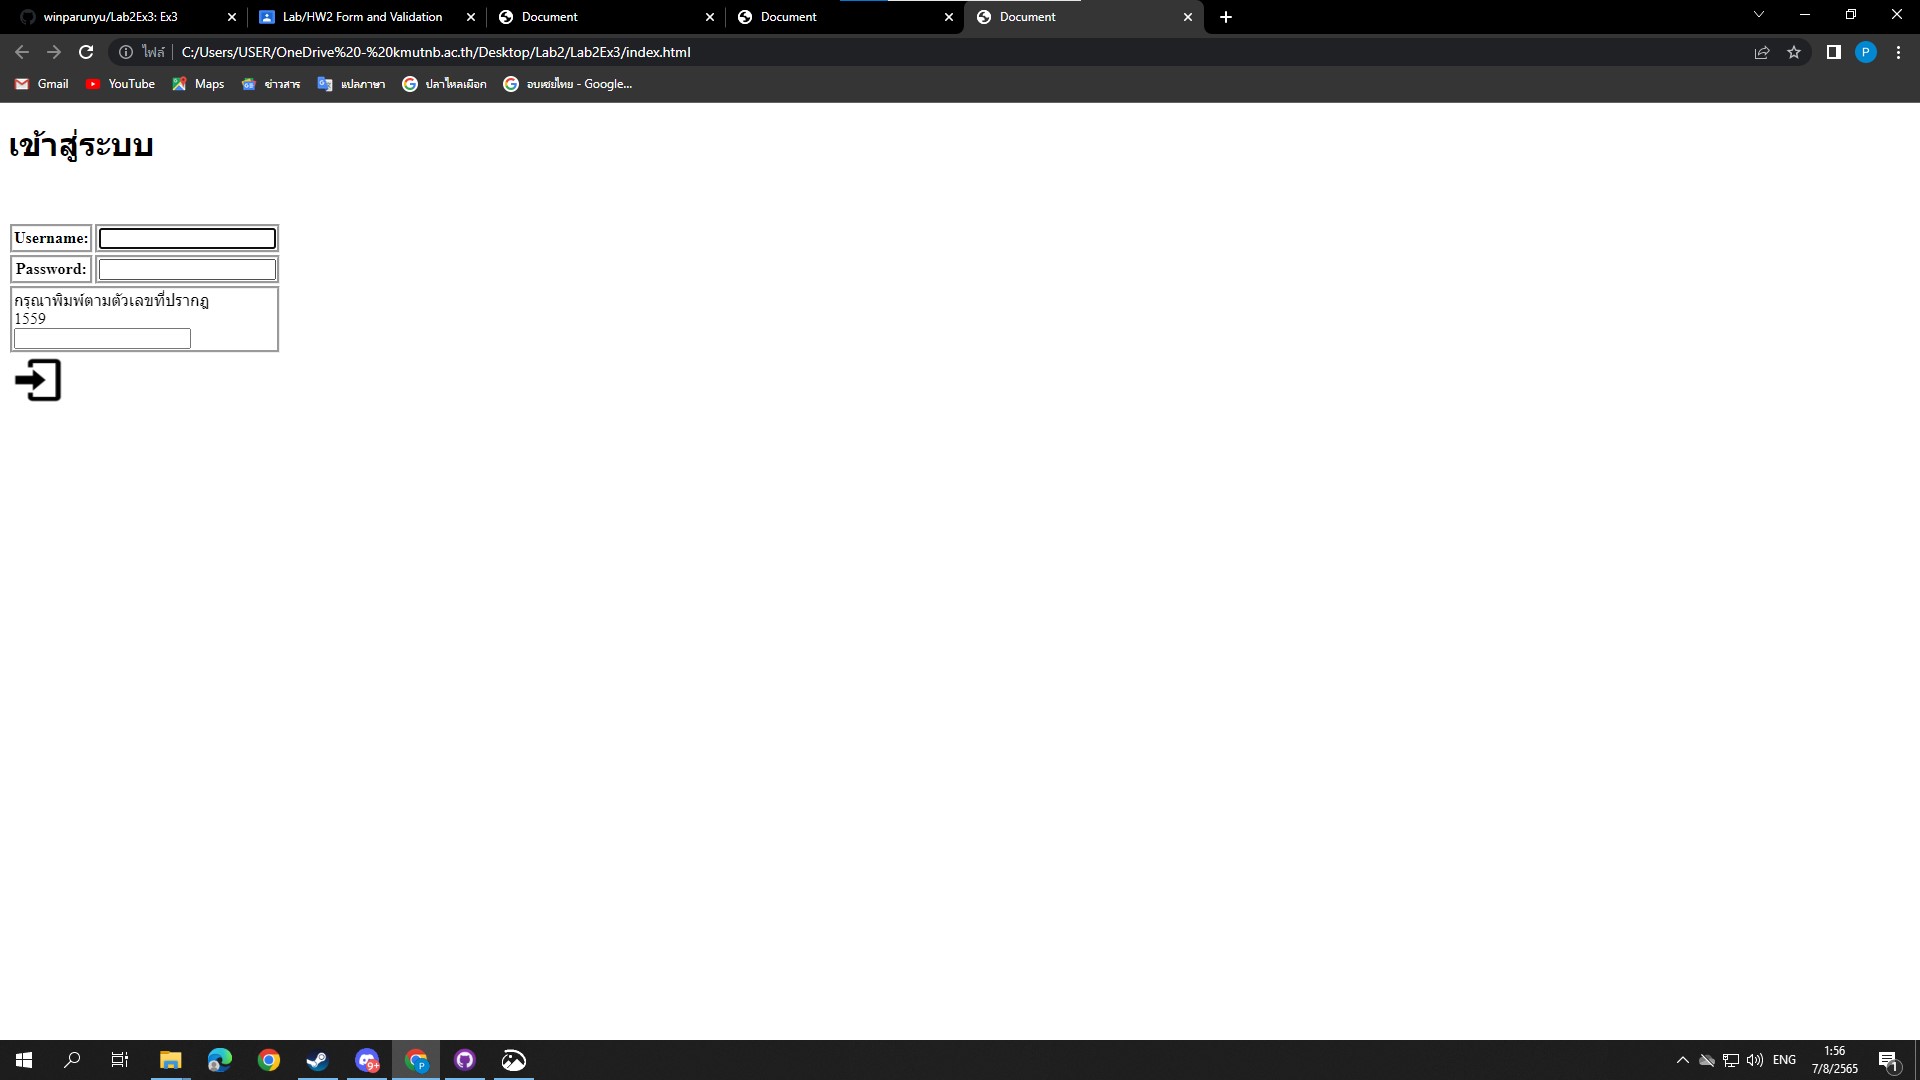 winparunyu/Lab2Ex3: Ex3
Lab/HW2 Form and Validation
Document
Document
Document
ไฟล์
C:/Users/USER/OneDrive%20-%20kmutnb.ac.th/Desktop/Lab2/Lab2Ex3/index.html
P
Gmail
YouTube
Maps
ข่าวสาร
แปลภาษา
ปลาไหลเผือก
อบเชยไทย - Google...
เข้าสู่ระบบ
Username:
Password:
กรุณาพิมพ์ตามตัวเลขที่ปรากฎ
1559
9+
P
ENG
1:56
7/8/2565
1